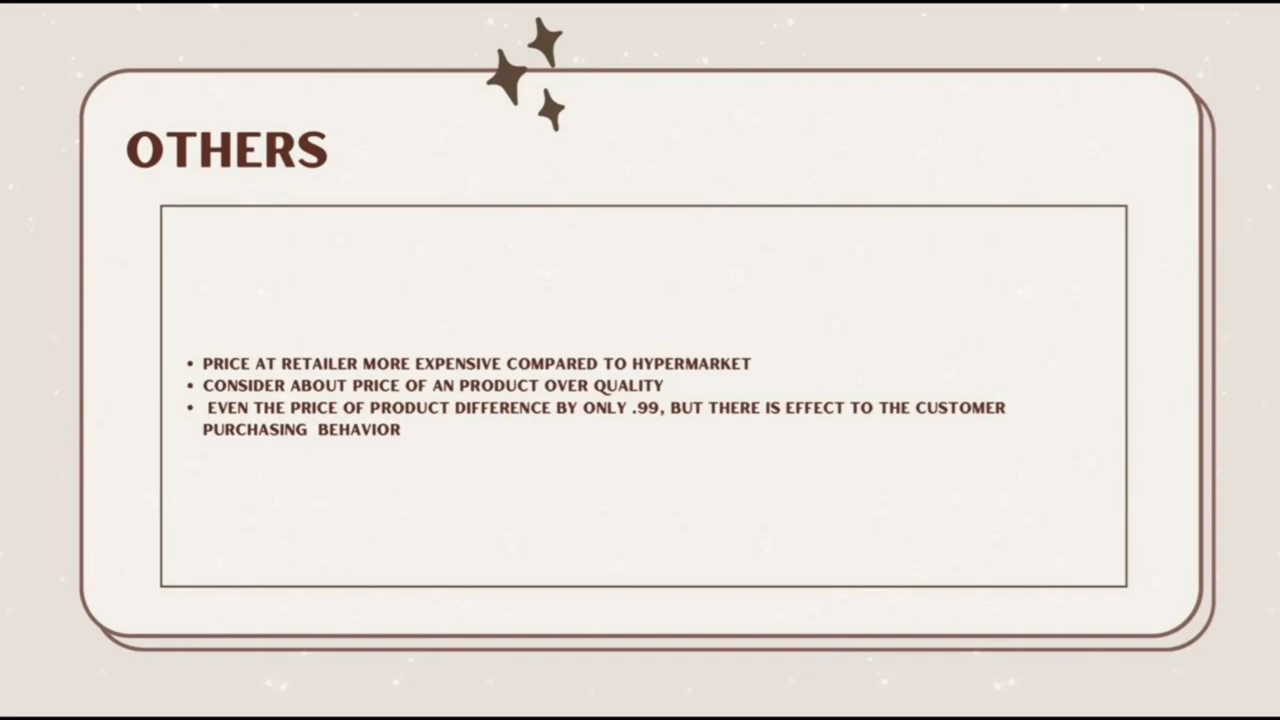 OTHERS
• PRICE AT RETAILER MORE EXPENSIVE COMPARED TO HYPERMARKET
• CONSIDER ABOUT PRICE OF AN PRODUCT OVER QUALITY
• EVEN THE PRICE OF PRODUCT DIFFERENCE BY ONLY .99, BUT THERE IS EFFECT TO THE CUSTOMER
PURCHASING BEHAVIOR